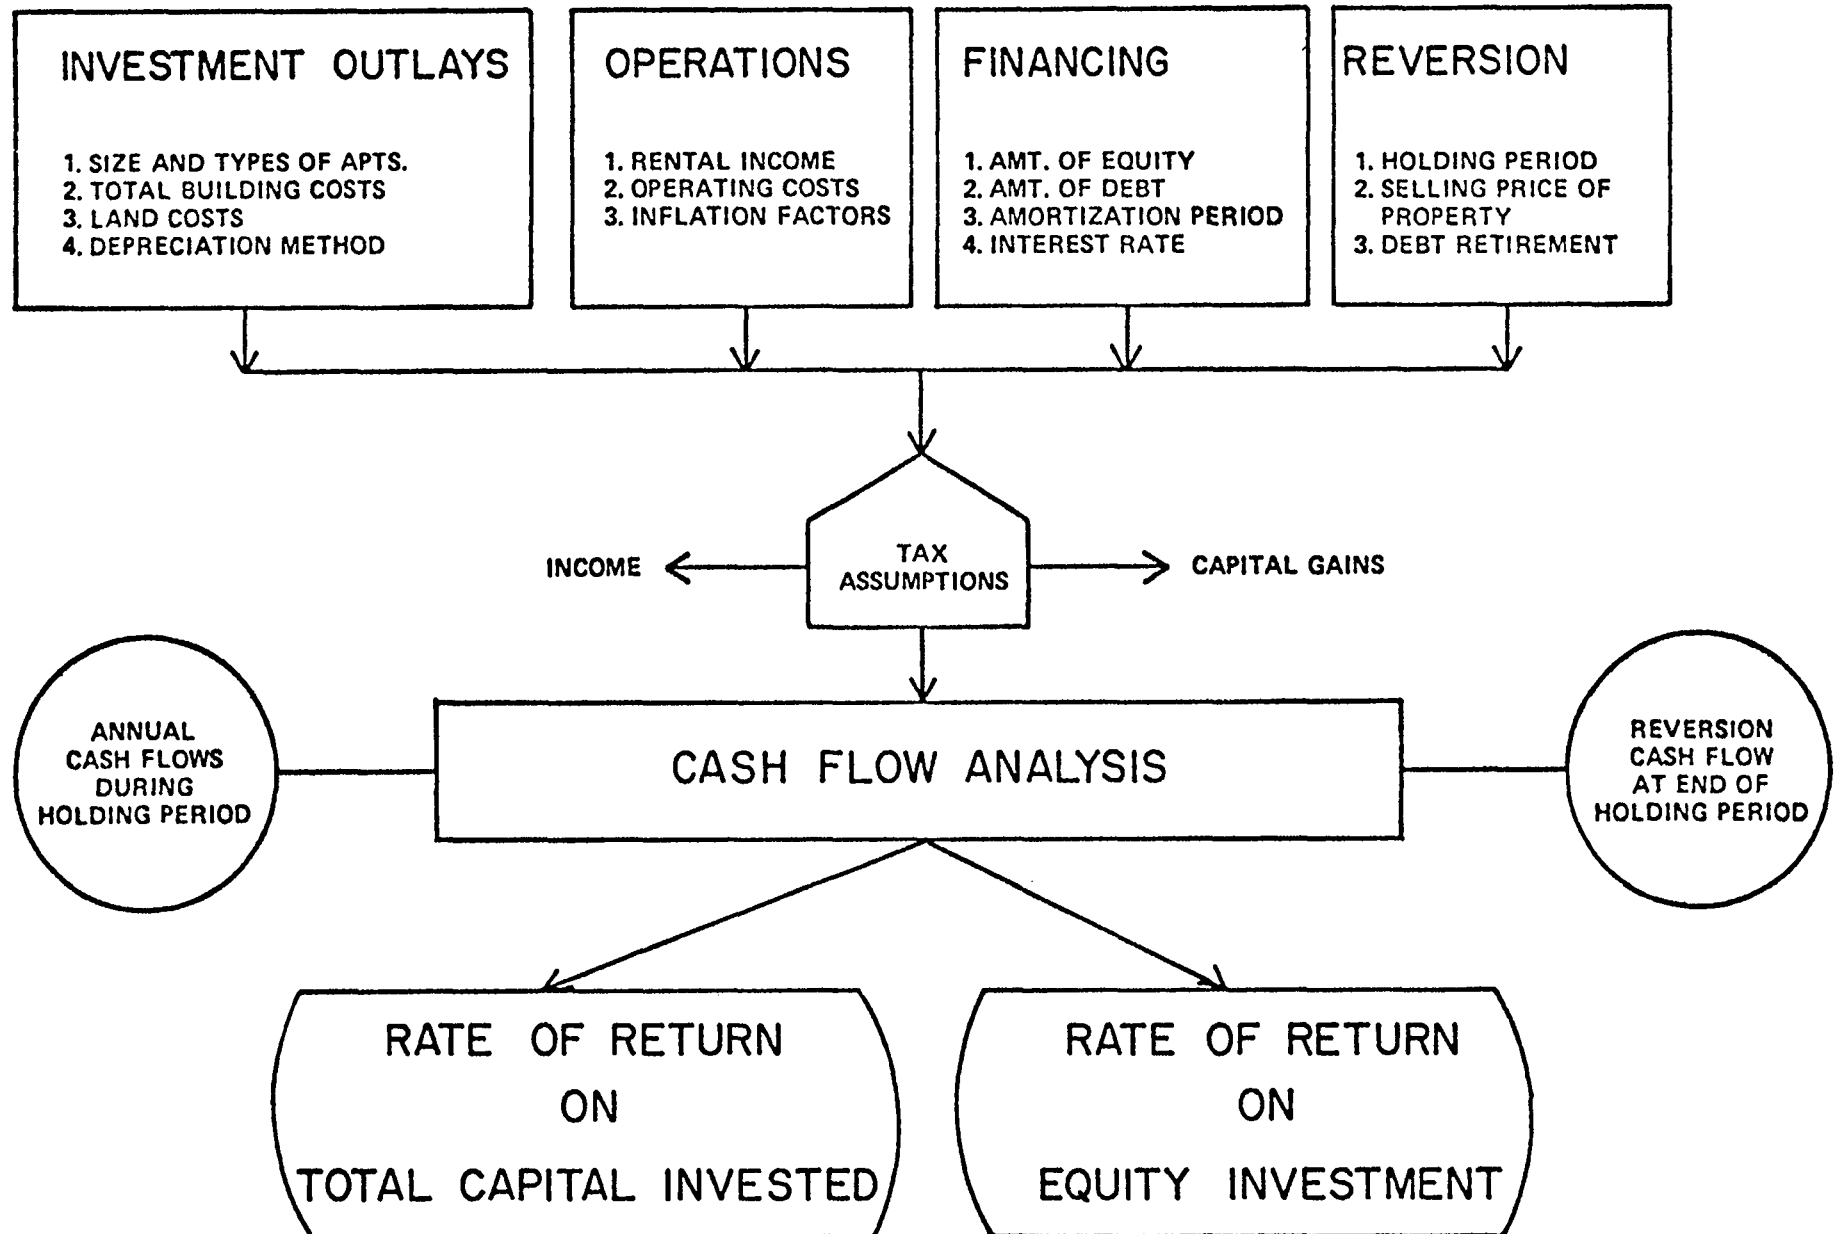 INVESTMENT OUTLAYS
1. SIZE AND TYPES OF APTS.
2. TOTAL BUILDING COSTS
3. LAND COSTS
4. DEPRECIATION METHOD
OPERATIONS
1. RENTAL INCOME
2. OPERATING COSTS
3. INFLATION FACTORS
FINANCING
1. AMT. OF EQUITY
2. AMT. OF DEBT
3. AMORTIZATION PERIOD
4. INTEREST RATE
REVERSION
1. HOLDING PERIOD
2. SELLING PRICE OF
PROPERTY
3. DEBT RETIREMENT
INCOME
TAX
ASSUMPTIONS
CAPITAL GAINS
ANNUAL
CASH FLOWS
DURING
HOLDING PERIOD
CASH FLOW ANALYSIS
REVERSION
CASH FLOW
AT END OF
HOLDING PERIOD
RATE OF RETURN
ON
TOTAL CAPITAL INVESTED
RATE OF RETURN
ON
EQUITY INVESTMENT